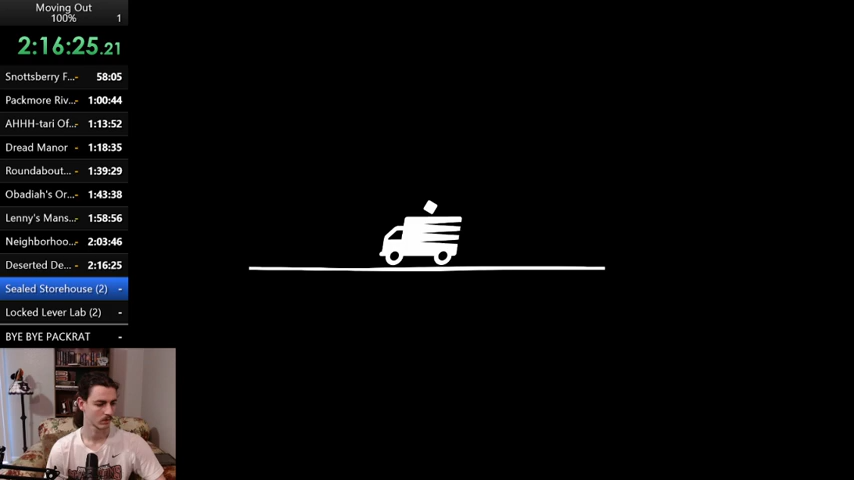 Moving Out
100% 1
2:16:25.21
Snottsberry F...- 58:05
Packmore Riv...- 1:00:44
AHHH-tari Of...- 1:13:52
Dread Manor - 1:18:35
Roundabout... - 1:39:29
Obadiah's Or...- 1:43:38
Lenny's Mans...- 1:58:56
Neighborhoo...- 2:03:46
Deserted De... - 2:16:25
Sealed Storehouse (2) -
Locked Lever Lab (2) -
BYE BYE PACKRAT -